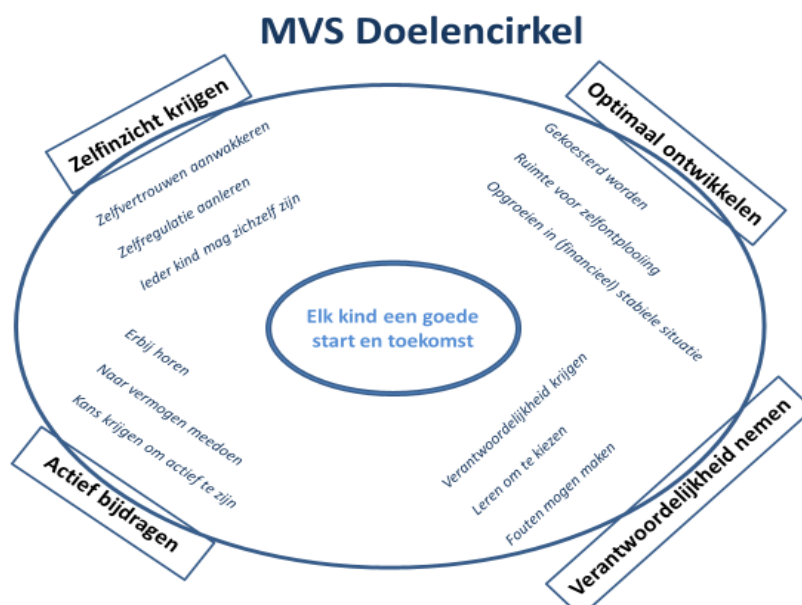 MVS Doelencirkel
Zelfinzicht krijgen
Zelfvertrouwen aanwakkeren
Zelfregulatie aanleren
Ieder kind mag zichzelf zijn
Optimaal ontwikkelen
Gekoesterd worden
Ruimte voor zelfontplooiing
Opgroeien in (financieel) stabiele situatie
Elk kind een goede
start en toekomst
Erbij horen
Naar vermogen meedoen
Kans krijgen om actief te zijn
Actief bijdragen
Verantwoordelijkheid krijgen
Leren om te kiezen
Fouten mogen maken
Verantwoordelijkheid nemen